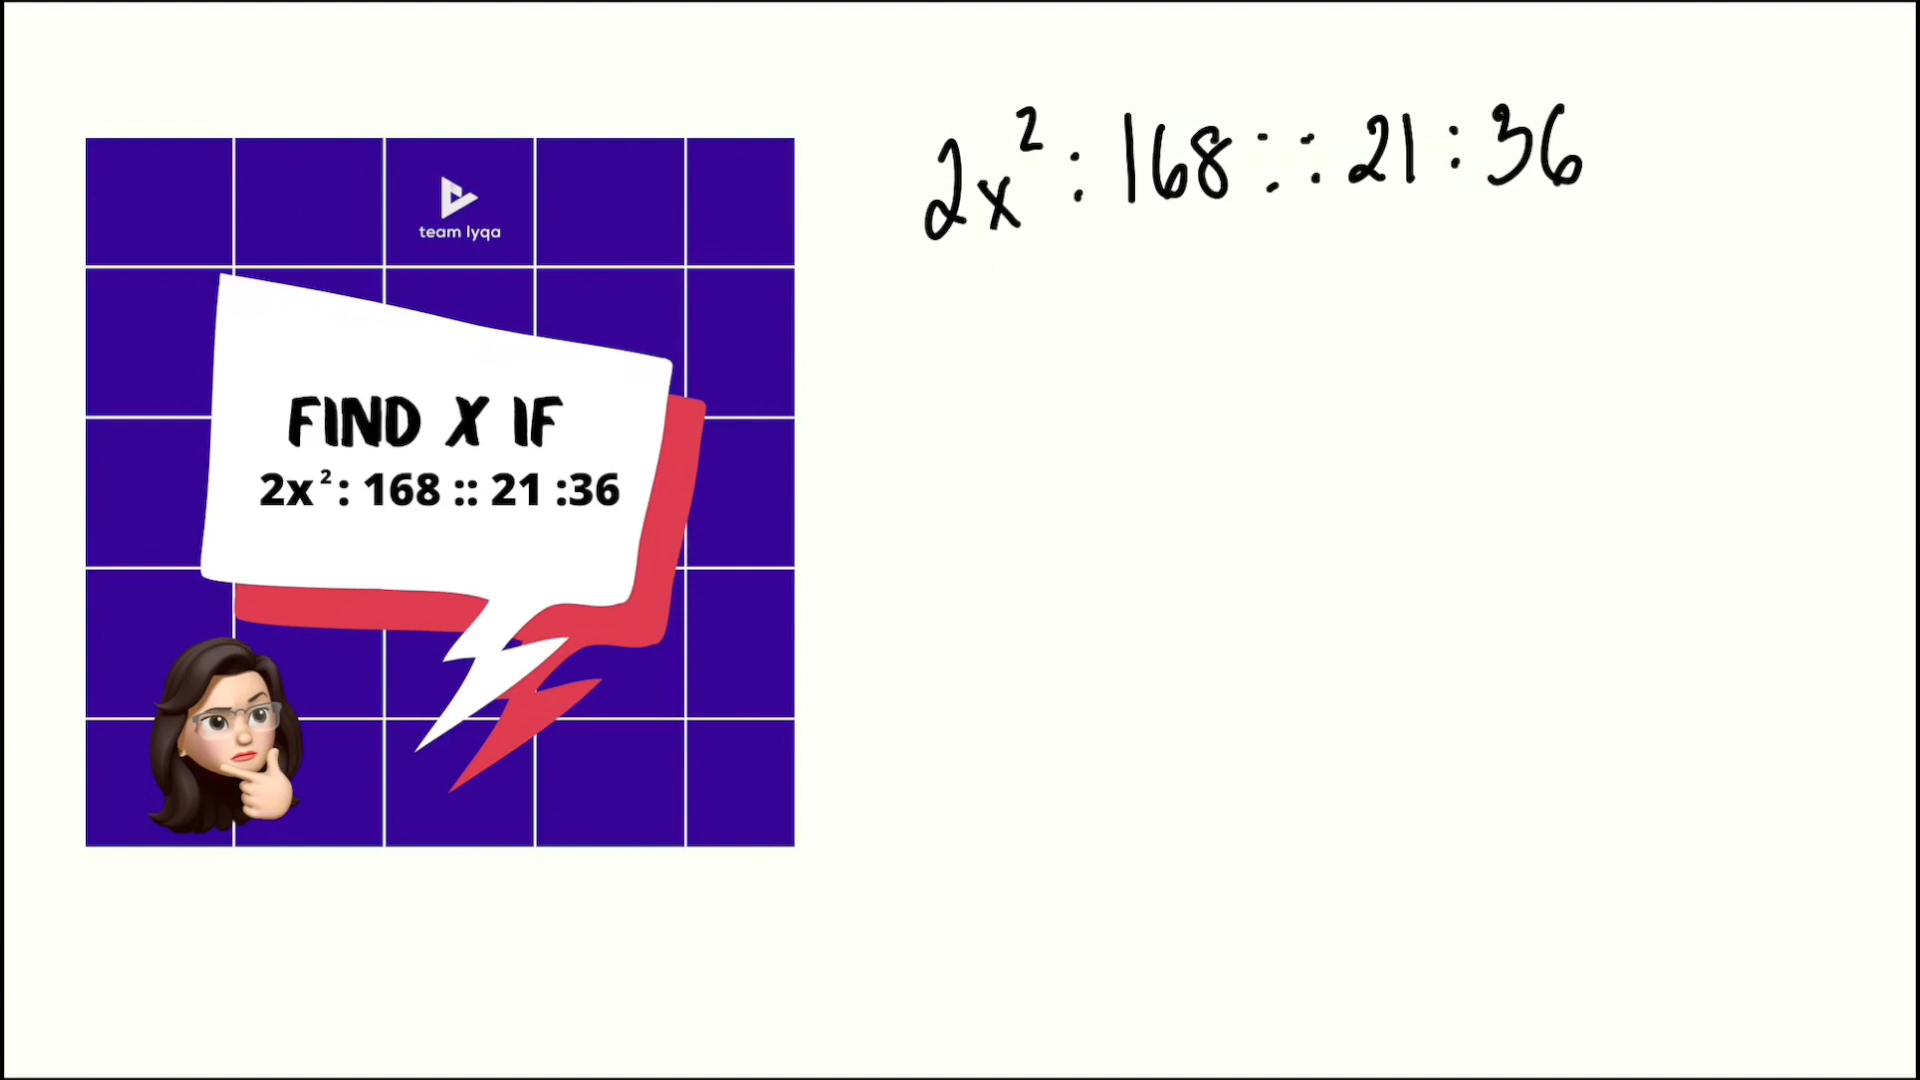 team lyqa
FIND X IF
2x²: 168 :: 21 :36
2x² : 168 :: 21 : 36